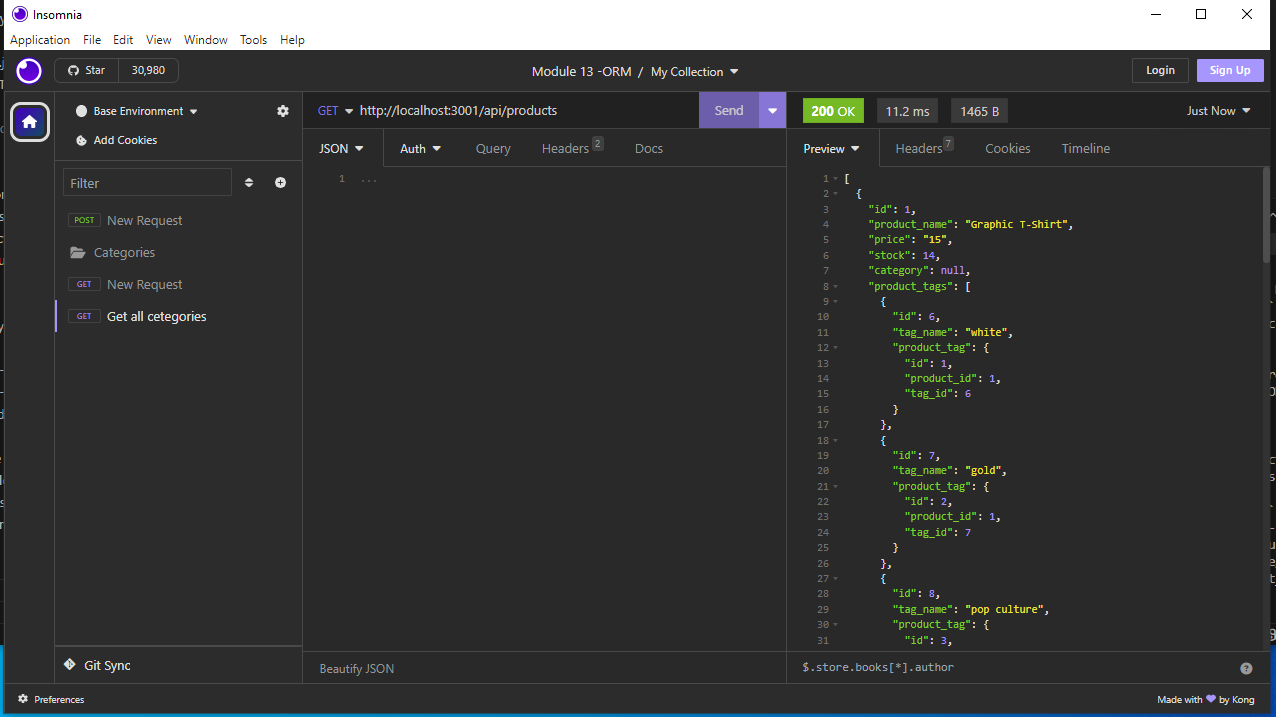 Insomnia
Application File Edit View Window Tools Help
Star 30,980
Module 13 -ORM / My Collection
Login Sign Up
Base Environment
Add Cookies
Filter
POST New Request
Categories
GET New Request
GET Get all cetegories
Git Sync
GET http://localhost:3001/api/products Send
JSON Auth Query Headers 2 Docs
1 ...
Beautify JSON
200 OK 11.2 ms 1465 B Just Now
Preview Headers 7 Cookies Timeline
1 [
2 {
3 "id": 1,
4 "product_name": "Graphic T-Shirt",
5 "price": "15",
6 "stock": 14,
7 "category": null,
8 "product_tags": [
9 {
10 "id": 6,
11 "tag_name": "white",
12 "product_tag": {
13 "id": 1,
14 "product_id": 1,
15 "tag_id": 6
16 }
17 },
18 {
19 "id": 7,
20 "tag_name": "gold",
21 "product_tag": {
22 "id": 2,
23 "product_id": 1,
24 "tag_id": 7
25 }
26 },
27 {
28 "id": 8,
29 "tag_name": "pop culture",
30 "product_tag": {
31 "id": 3,
$.store.books[*].author
Preferences
Made with by Kong